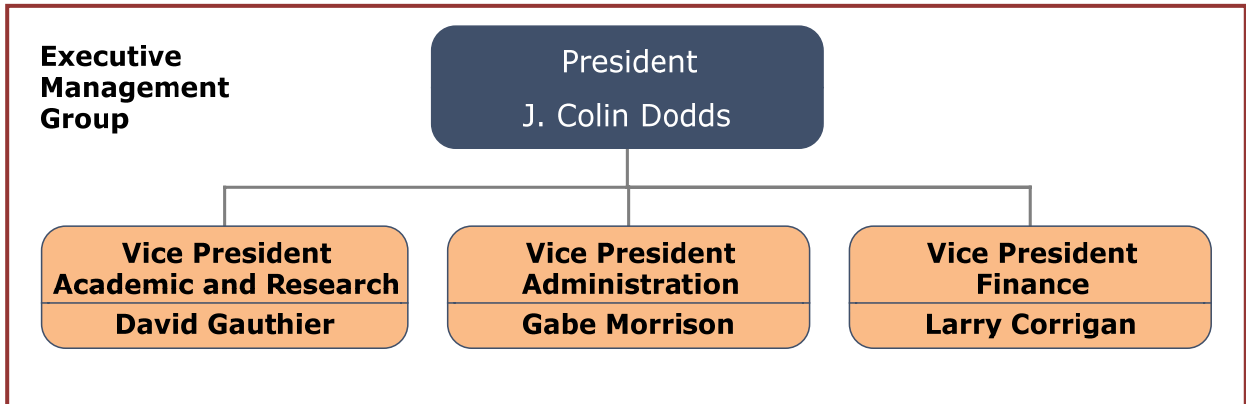 Executive
Management
Group
President
J. Colin Dodds
Vice President
Academic and Research
David Gauthier
Vice President
Administration
Gabe Morrison
Vice President
Finance
Larry Corrigan